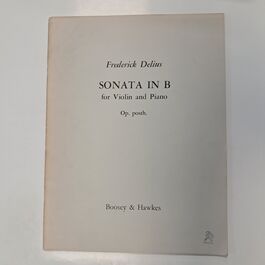 Frederick Delius
SONATA IN B
for Violin and Piano
Op. posth.
Boosey & Hawkes